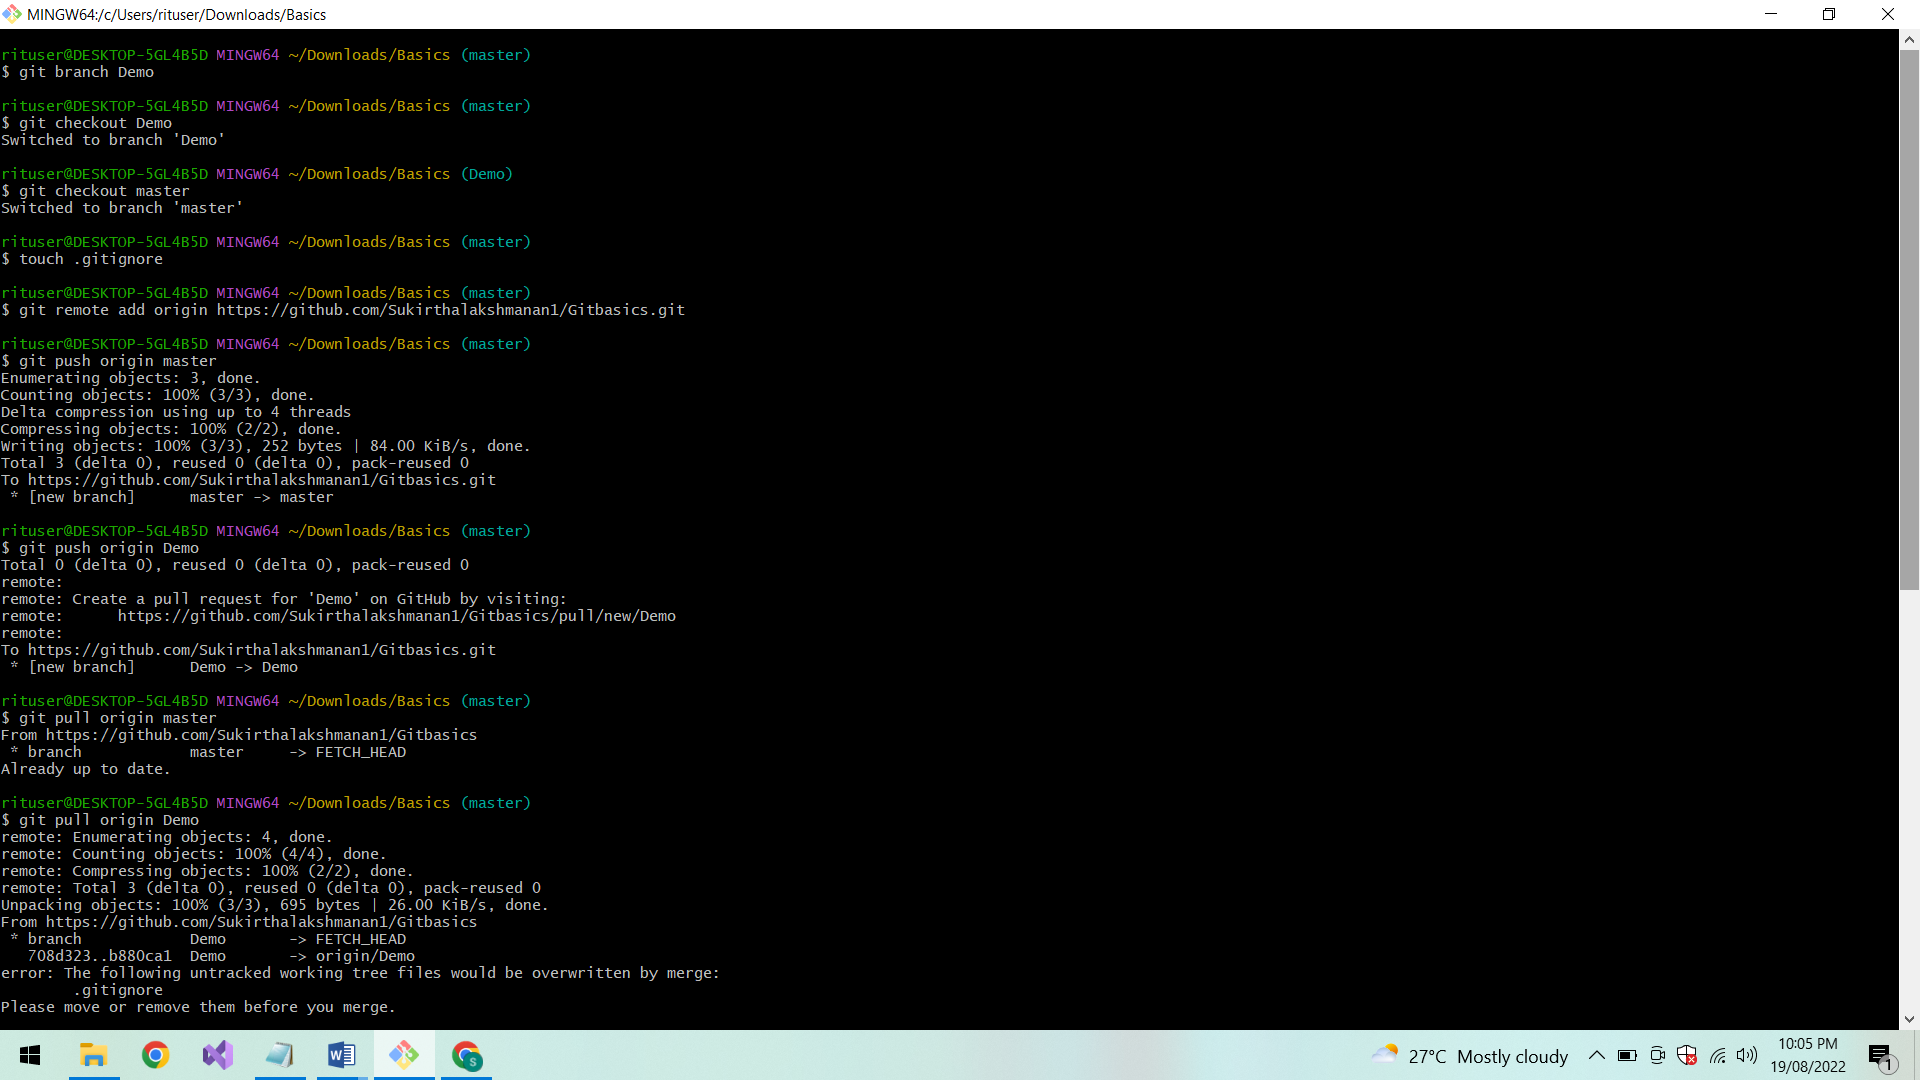 MINGW64:/c/Users/rituser/Downloads/Basics
rituser@DESKTOP-5GL4B5D MINGW64 ~/Downloads/Basics (master)
$ git branch Demo
rituser@DESKTOP-5GL4B5D MINGW64 ~/Downloads/Basics (master)
$ git checkout Demo
Switched to branch 'Demo'
rituser@DESKTOP-5GL4B5D MINGW64 ~/Downloads/Basics (Demo)
$ git checkout master
Switched to branch 'master'
rituser@DESKTOP-5GL4B5D MINGW64 ~/Downloads/Basics (master)
$ touch .gitignore
rituser@DESKTOP-5GL4B5D MINGW64 ~/Downloads/Basics (master)
$ git remote add origin https://github.com/Sukirthalakshmanan1/Gitbasics.git
rituser@DESKTOP-5GL4B5D MINGW64 ~/Downloads/Basics (master)
$ git push origin master
Enumerating objects: 3, done.
Counting objects: 100% (3/3), done.
Delta compression using up to 4 threads
Compressing objects: 100% (2/2), done.
Writing objects: 100% (3/3), 252 bytes | 84.00 KiB/s, done.
Total 3 (delta 0), reused 0 (delta 0), pack-reused 0
To https://github.com/Sukirthalakshmanan1/Gitbasics.git
 * [new branch]      master -> master
rituser@DESKTOP-5GL4B5D MINGW64 ~/Downloads/Basics (master)
$ git push origin Demo
Total 0 (delta 0), reused 0 (delta 0), pack-reused 0
remote:
remote: Create a pull request for 'Demo' on GitHub by visiting:
remote:      https://github.com/Sukirthalakshmanan1/Gitbasics/pull/new/Demo
remote:
To https://github.com/Sukirthalakshmanan1/Gitbasics.git
 * [new branch]      Demo -> Demo
rituser@DESKTOP-5GL4B5D MINGW64 ~/Downloads/Basics (master)
$ git pull origin master
From https://github.com/Sukirthalakshmanan1/Gitbasics
 * branch            master     -> FETCH_HEAD
Already up to date.
rituser@DESKTOP-5GL4B5D MINGW64 ~/Downloads/Basics (master)
$ git pull origin Demo
remote: Enumerating objects: 4, done.
remote: Counting objects: 100% (4/4), done.
remote: Compressing objects: 100% (2/2), done.
remote: Total 3 (delta 0), reused 0 (delta 0), pack-reused 0
Unpacking objects: 100% (3/3), 695 bytes | 26.00 KiB/s, done.
From https://github.com/Sukirthalakshmanan1/Gitbasics
 * branch            Demo       -> FETCH_HEAD
   708d323..b880ca1  Demo       -> origin/Demo
error: The following untracked working tree files would be overwritten by merge:
        .gitignore
Please move or remove them before you merge.
27°C Mostly cloudy
10:05 PM
19/08/2022
1
S